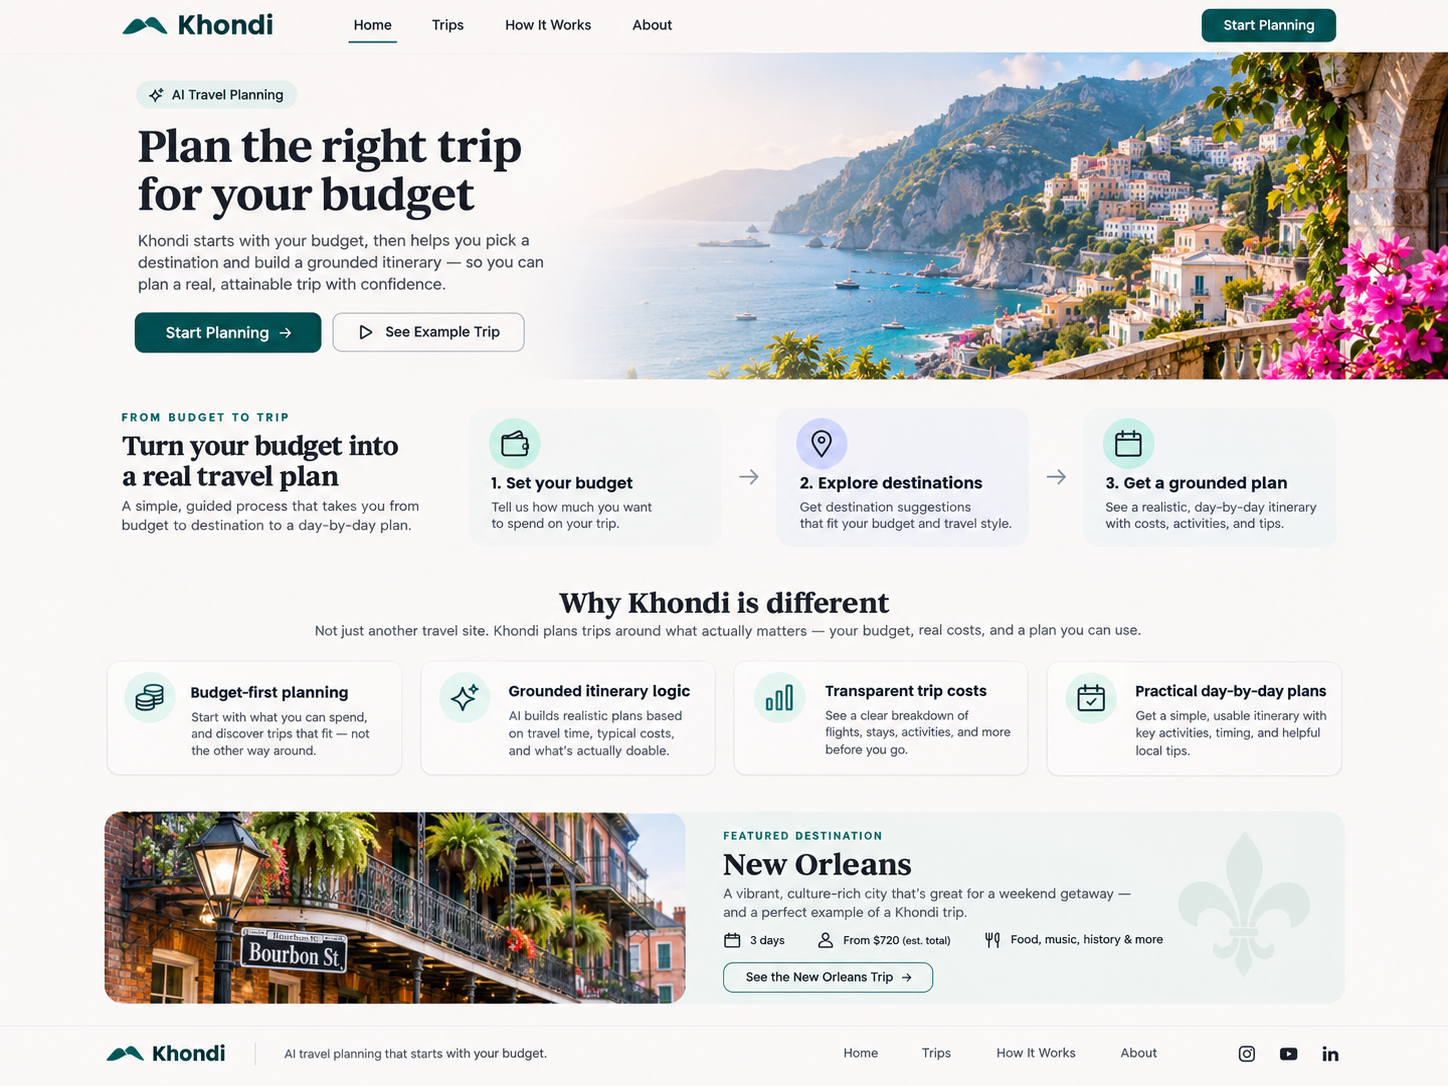 Khondi
Home
Trips
How It Works
About
Start Planning
AI Travel Planning
Plan the right trip
for your budget
Khondi starts with your budget, then helps you pick a
destination and build a grounded itinerary — so you can
plan a real, attainable trip with confidence.
Start Planning →
See Example Trip
FROM BUDGET TO TRIP
Turn your budget into
a real travel plan
A simple, guided process that takes you from
budget to destination to a day-by-day plan.
1. Set your budget
Tell us how much you want
to spend on your trip.
2. Explore destinations
Get destination suggestions
that fit your budget and travel style.
3. Get a grounded plan
See a realistic, day-by-day itinerary
with costs, activities, and tips.
Why Khondi is different
Not just another travel site. Khondi plans trips around what actually matters — your budget, real costs, and a plan you can use.
Budget-first planning
Start with what you can spend,
and discover trips that fit — not
the other way around.
Grounded itinerary logic
AI builds realistic plans based
on travel time, typical costs,
and what's actually doable.
Transparent trip costs
See a clear breakdown of
flights, stays, activities, and more
before you go.
Practical day-by-day plans
Get a simple, usable itinerary with
key activities, timing, and helpful
local tips.
Bourbon St.
FEATURED DESTINATION
New Orleans
A vibrant, culture-rich city that's great for a weekend getaway —
and a perfect example of a Khondi trip.
3 days
From $720 (est. total)
Food, music, history & more
See the New Orleans Trip →
Khondi
AI travel planning that starts with your budget.
Home
Trips
How It Works
About